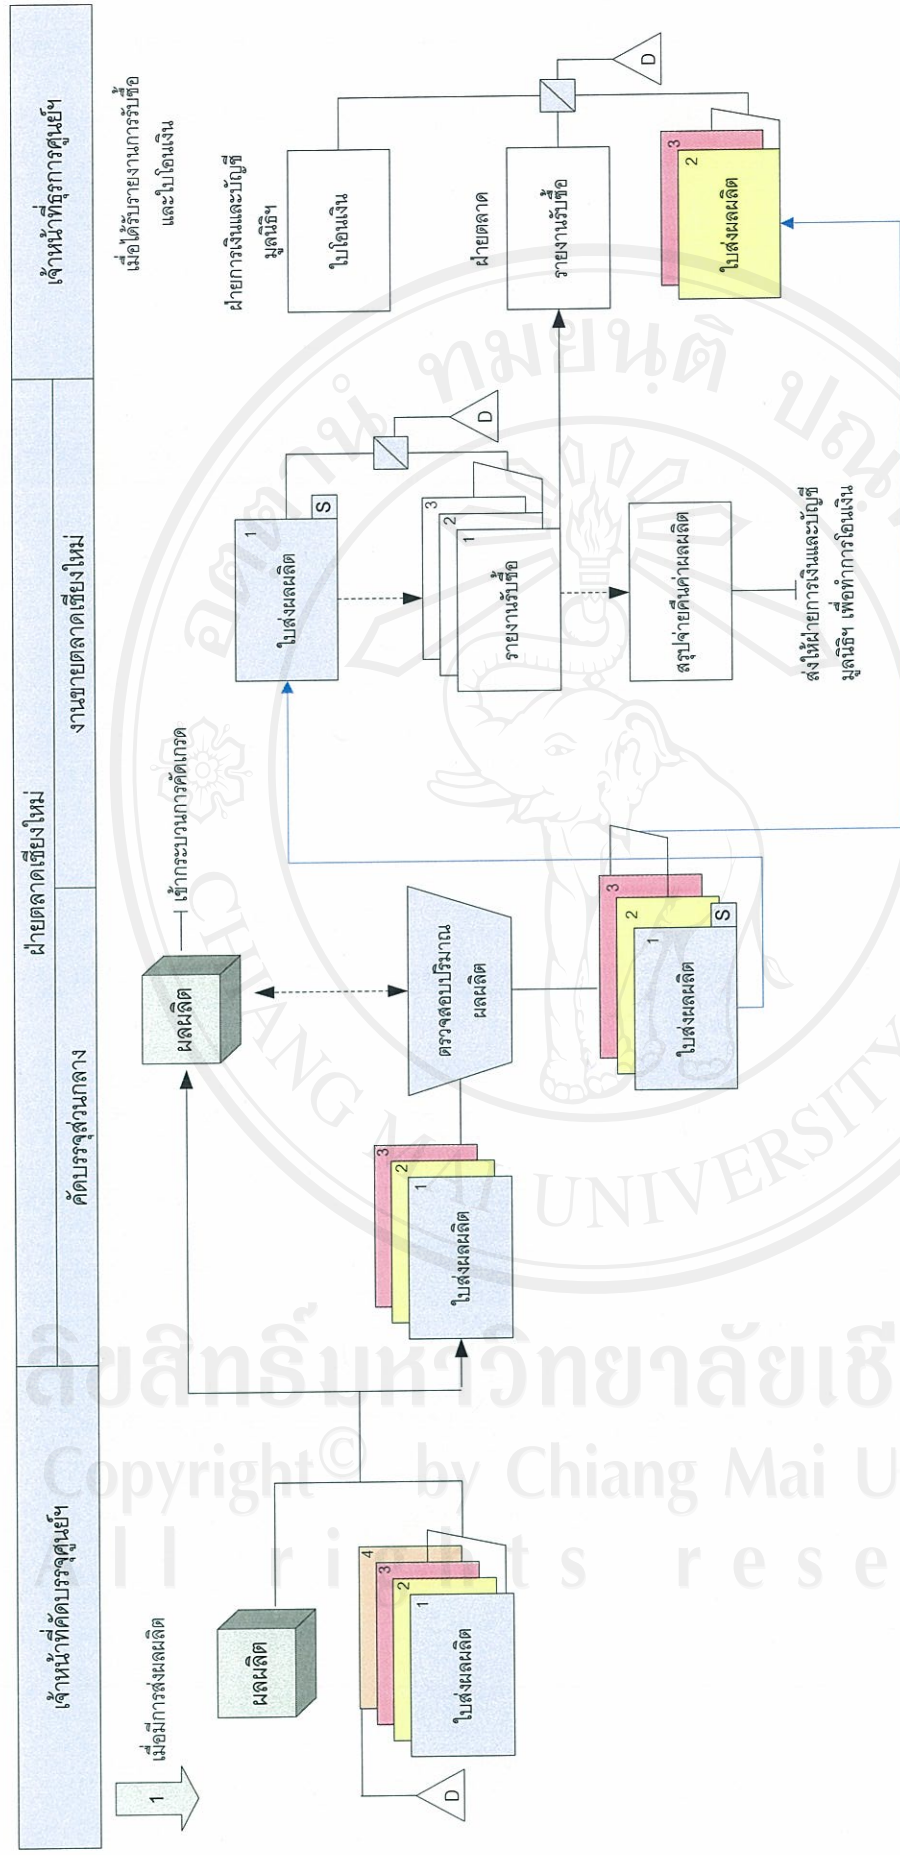 เจ้าหน้าที่คัดบรรจุศูนย์ฯ
ฝ่ายตลาดเชียงใหม่
คัดบรรจุส่วนกลาง
งานขายตลาดเชียงใหม่
เจ้าหน้าที่ธุรการศูนย์ฯ
1
เมื่อมีการส่งผลผลิต
ผลผลิต
4
3
2
1
ใบส่งผลผลิต
D
ผลผลิต
เข้ากระบวนการคัดเกรด
3
2
1
ใบส่งผลผลิต
ตรวจสอบปริมาณ
ผลผลิต
3
2
1
ใบส่งผลผลิต
S
1
ใบส่งผลผลิต
S
D
3
2
1
รายงานรับซื้อ
สรุปจ่ายคืนค่าผลผลิต
ส่งให้ฝ่ายการเงินและบัญชี
มูลนิธิฯ เพื่อทำการโอนเงิน
เมื่อได้รับรายงานการรับซื้อ
และใบโอนเงิน
ฝ่ายการเงินและบัญชี
มูลนิธิฯ
ใบโอนเงิน
ฝ่ายตลาด
รายงานรับซื้อ
D
3
2
ใบส่งผลผลิต
CHIANG MAI UNIVERSITY
ลิขสิทธิ์มหาวิทยาลัยเชี
Copyright© by Chiang Mai U
All rights rese